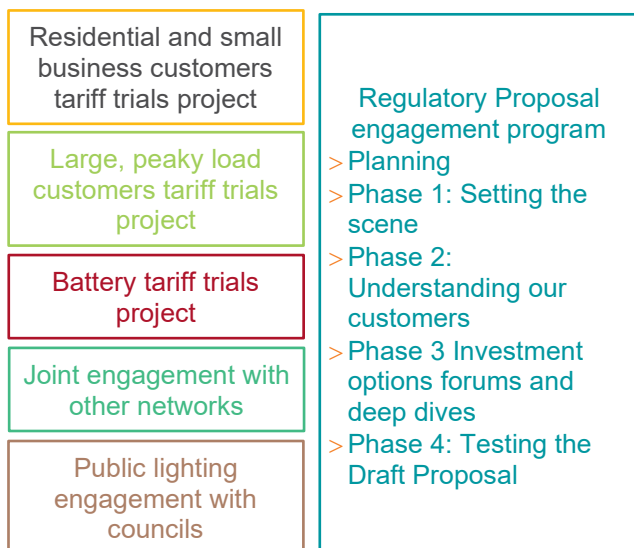 Residential and small
business customers
tariff trials project
Large, peaky load
customers tariff trials
project
Battery tariff trials
project
Joint engagement with
other networks
Public lighting
engagement with
councils
Regulatory Proposal
engagement program
> Planning
> Phase 1: Setting the
scene
> Phase 2:
Understanding our
customers
> Phase 3 Investment
options forums and
deep dives
> Phase 4: Testing the
Draft Proposal